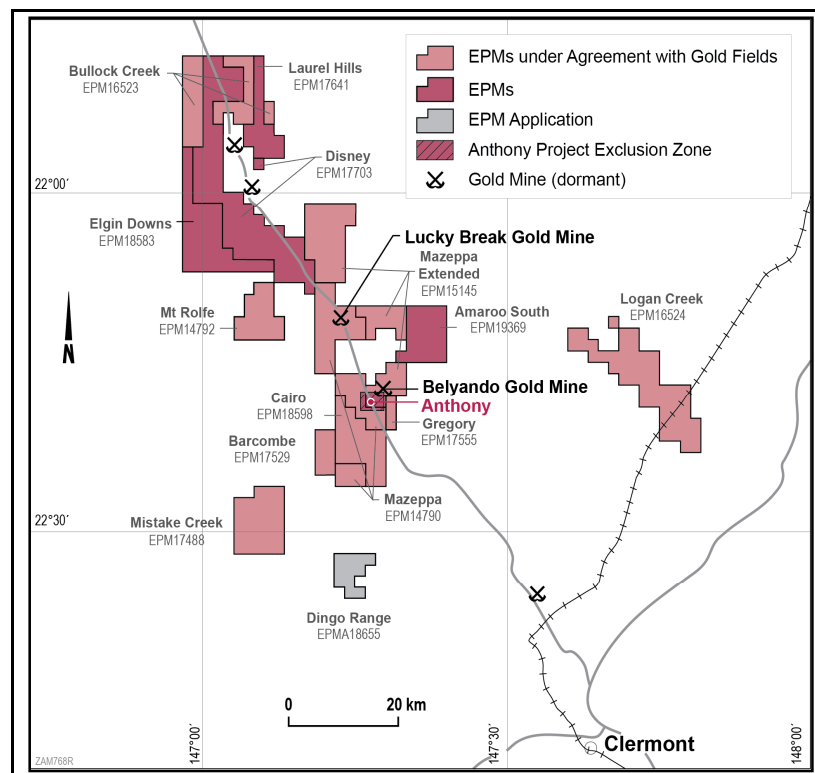 EPMs under Agreement with Gold Fields
EPMs
EPM Application
Anthony Project Exclusion Zone
Gold Mine (dormant)
Bullock Creek
EPM16523
Laurel Hills
EPM17641
Disney
EPM17703
22°00'
Elgin Downs
EPM18583
Lucky Break Gold Mine
Mazeppa
Extended
EPM15145
Mt Rolfe
EPM14792
Amaroo South
EPM19369
Logan Creek
EPM16524
N
Belyando Gold Mine
Anthony
Cairo
EPM18598
Gregory
EPM17555
Barcombe
EPM17529
Mazeppa
EPM14790
22°30'
Mistake Creek
EPM17488
Dingo Range
EPMA18655
0 20 km
147°00'
147°30'
148°00'
Clermont
ZAM768R